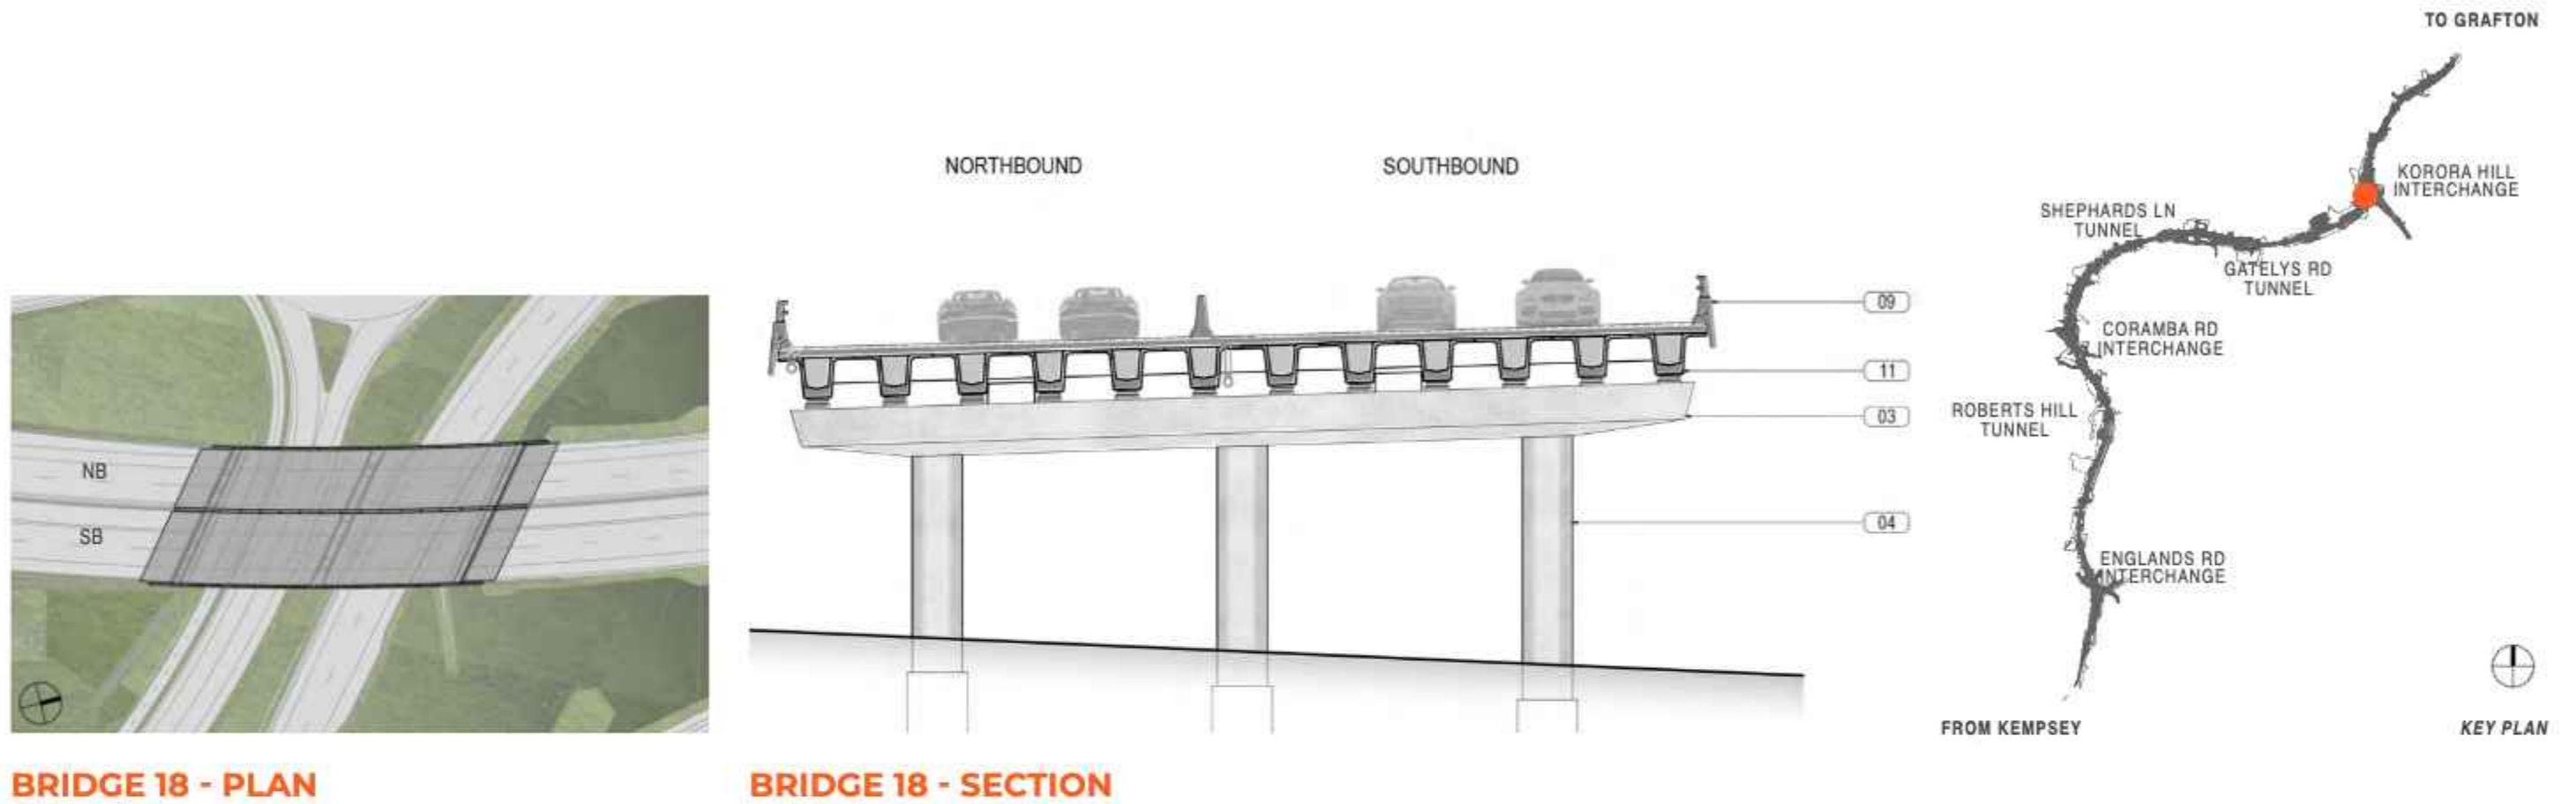 TO GRAFTON
NORTHBOUND
SOUTHBOUND
KORORA HILL
INTERCHANGE
SHEPHARDS LN
TUNNEL
GATELYS RD
TUNNEL
09
CORAMBA RD
INTERCHANGE
11
03
ROBERTS HILL
TUNNEL
NB
SB
04
ENGLANDS RD
INTERCHANGE
FROM KEMPSEY
KEY PLAN
BRIDGE 18 - PLAN
BRIDGE 18 - SECTION